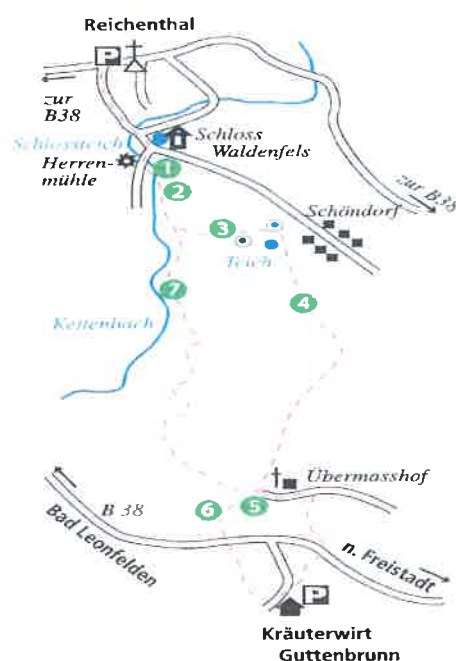 Reichenthal
P
zur
B38
Schlossteich
Schloss
Waldenfels
Herren-
mühle
1
2
zur B38
Schöndorf
3
Teich
7
4
Kettenbach
Übermasshof
B 38
6
5
Bad Leonfelden
n. Freistadt
P
Kräuterwirt
Guttenbrunn